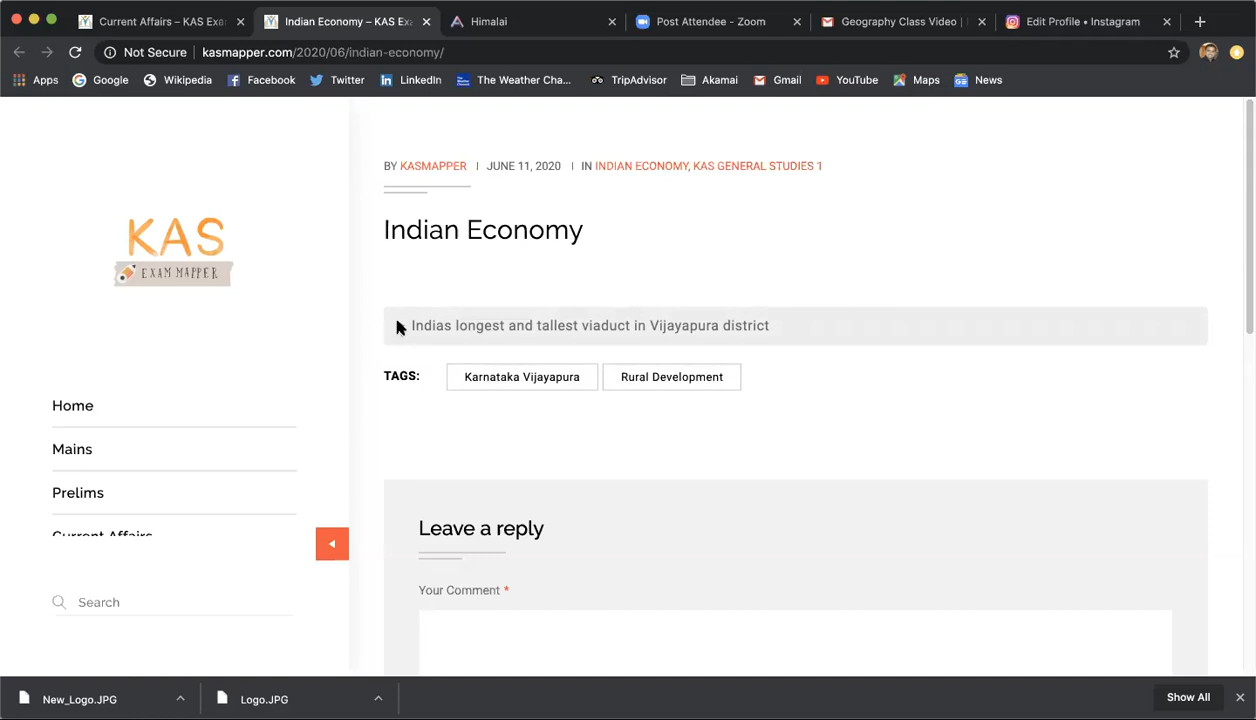 Current Affairs – KAS Exa
Indian Economy – KAS Exa
Himalai
Post Attendee - Zoom
Geography Class Video |
Edit Profile • Instagram
Not Secure
kasmapper.com/2020/06/indian-economy/
Apps
Google
Wikipedia
Facebook
Twitter
LinkedIn
The Weather Cha...
TripAdvisor
Akamai
Gmail
YouTube
Maps
News
BY KASMAPPER | JUNE 11, 2020 | IN INDIAN ECONOMY, KAS GENERAL STUDIES 1
Indian Economy
KAS
EXAM MAPPER
Indias longest and tallest viaduct in Vijayapura district
TAGS:
Karnataka Vijayapura
Rural Development
Home
Mains
Prelims
Current Affairs
Search
Leave a reply
Your Comment *
New_Logo.JPG
Logo.JPG
Show All